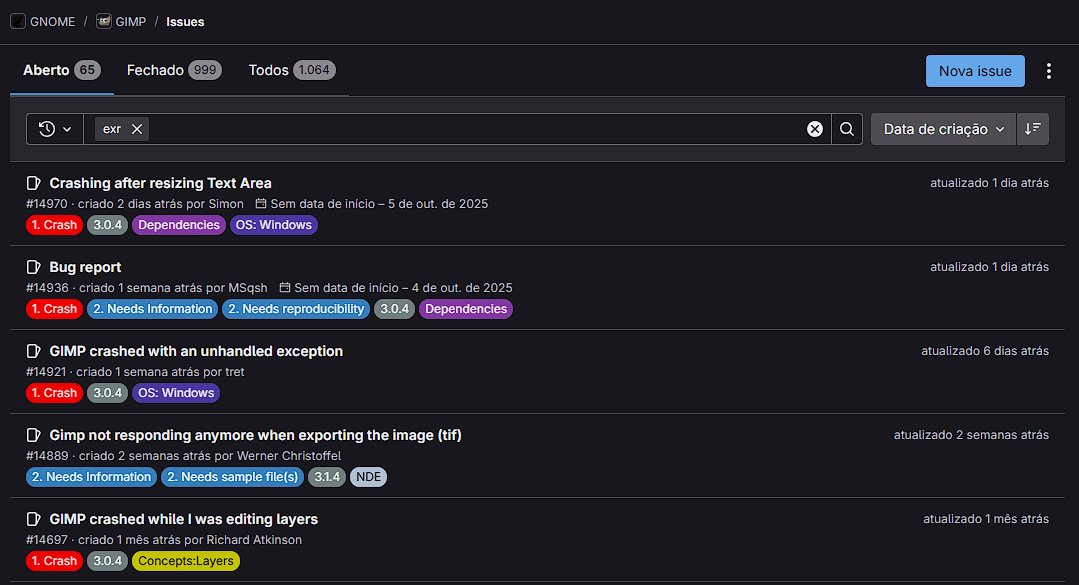 GNOME / GIMP / Issues
Aberto 65 Fechado 999 Todos 1.064 Nova issue
exr Data de criação
Crashing after resizing Text Area atualizado 1 dia atrás
#14970 · criado 2 dias atrás por Simon Sem data de início – 5 de out. de 2025
1. Crash 3.0.4 Dependencies OS: Windows
Bug report atualizado 1 dia atrás
#14936 · criado 1 semana atrás por MSqsh Sem data de início – 4 de out. de 2025
1. Crash 2. Needs Information 2. Needs reproducibility 3.0.4 Dependencies
GIMP crashed with an unhandled exception atualizado 6 dias atrás
#14921 · criado 1 semana atrás por tret
1. Crash 3.0.4 OS: Windows
Gimp not responding anymore when exporting the image (tif) atualizado 2 semanas atrás
#14889 · criado 2 semanas atrás por Werner Christoffel
2. Needs Information 2. Needs sample file(s) 3.1.4 NDE
GIMP crashed while I was editing layers atualizado 1 mês atrás
#14697 · criado 1 mês atrás por Richard Atkinson
1. Crash 3.0.4 Concepts:Layers